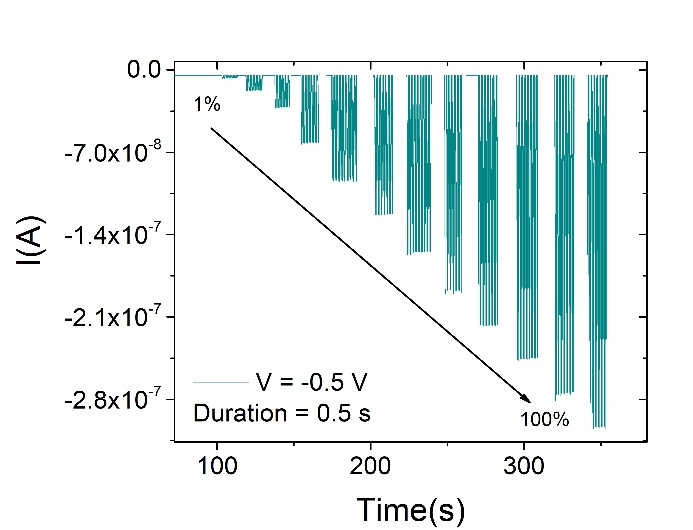 0.0
1%
-7.0x10⁻⁸
-1.4x10⁻⁷
-2.1x10⁻⁷
-2.8x10⁻⁷
I(A)
V = -0.5 V
Duration = 0.5 s
100%
100 200 300
Time(s)